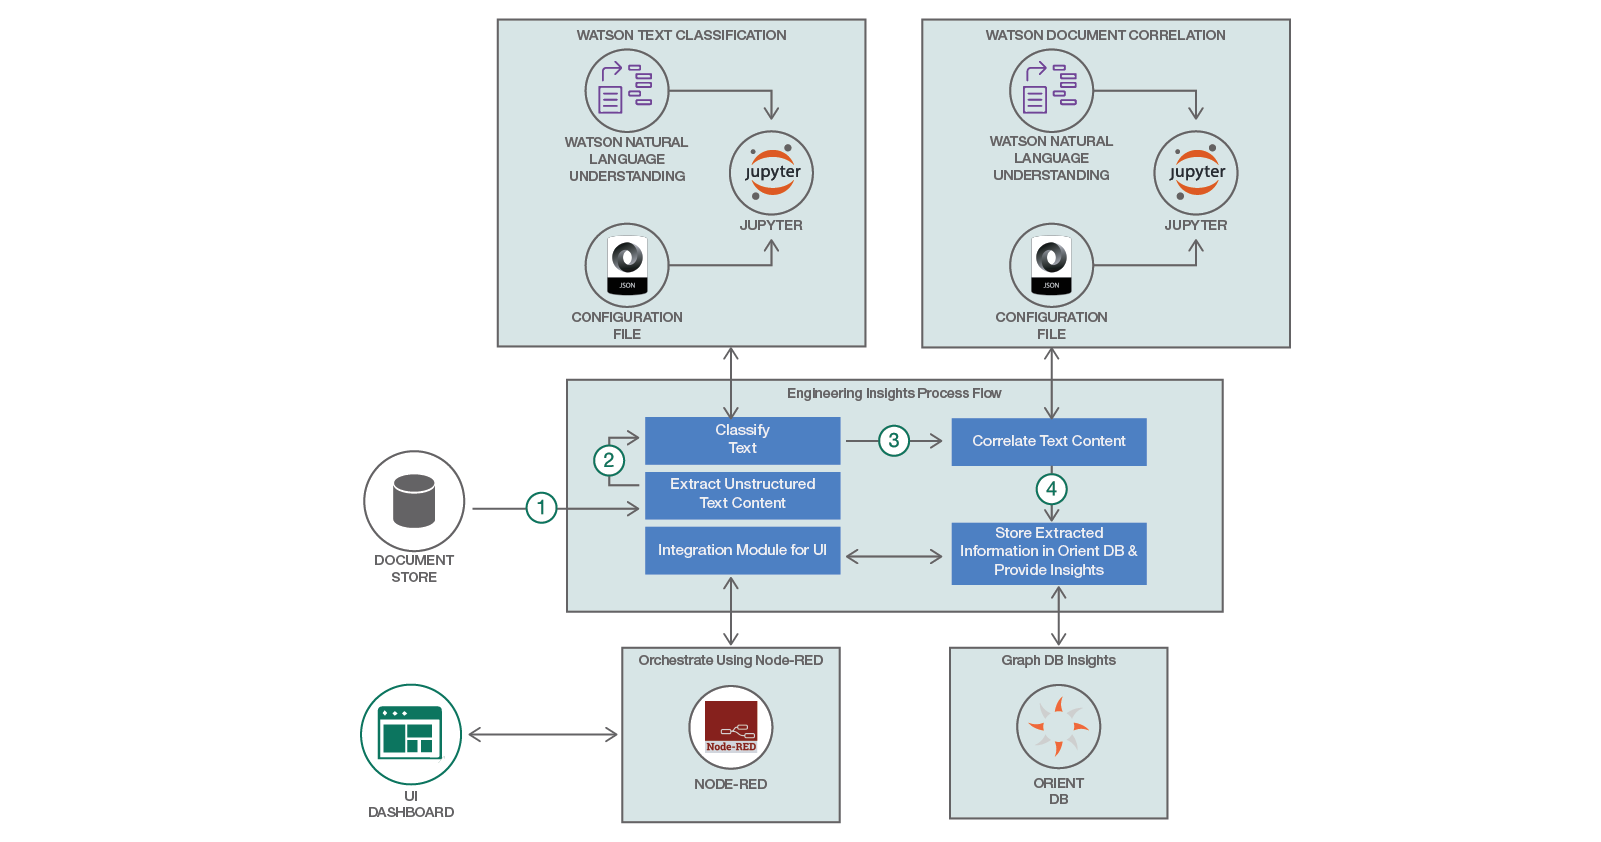 WATSON TEXT CLASSIFICATION
WATSON NATURAL
LANGUAGE
UNDERSTANDING
jupyter
JUPYTER
JSON
CONFIGURATION
FILE
WATSON DOCUMENT CORRELATION
WATSON NATURAL
LANGUAGE
UNDERSTANDING
jupyter
JUPYTER
JSON
CONFIGURATION
FILE
Engineering Insights Process Flow
Classify
Text
3
Correlate Text Content
2
Extract Unstructured
Text Content
4
1
DOCUMENT
STORE
Integration Module for UI
Store Extracted
Information in Orient DB &
Provide Insights
Orchestrate Using Node-RED
Node-RED
NODE-RED
Graph DB Insights
ORIENT
DB
UI
DASHBOARD